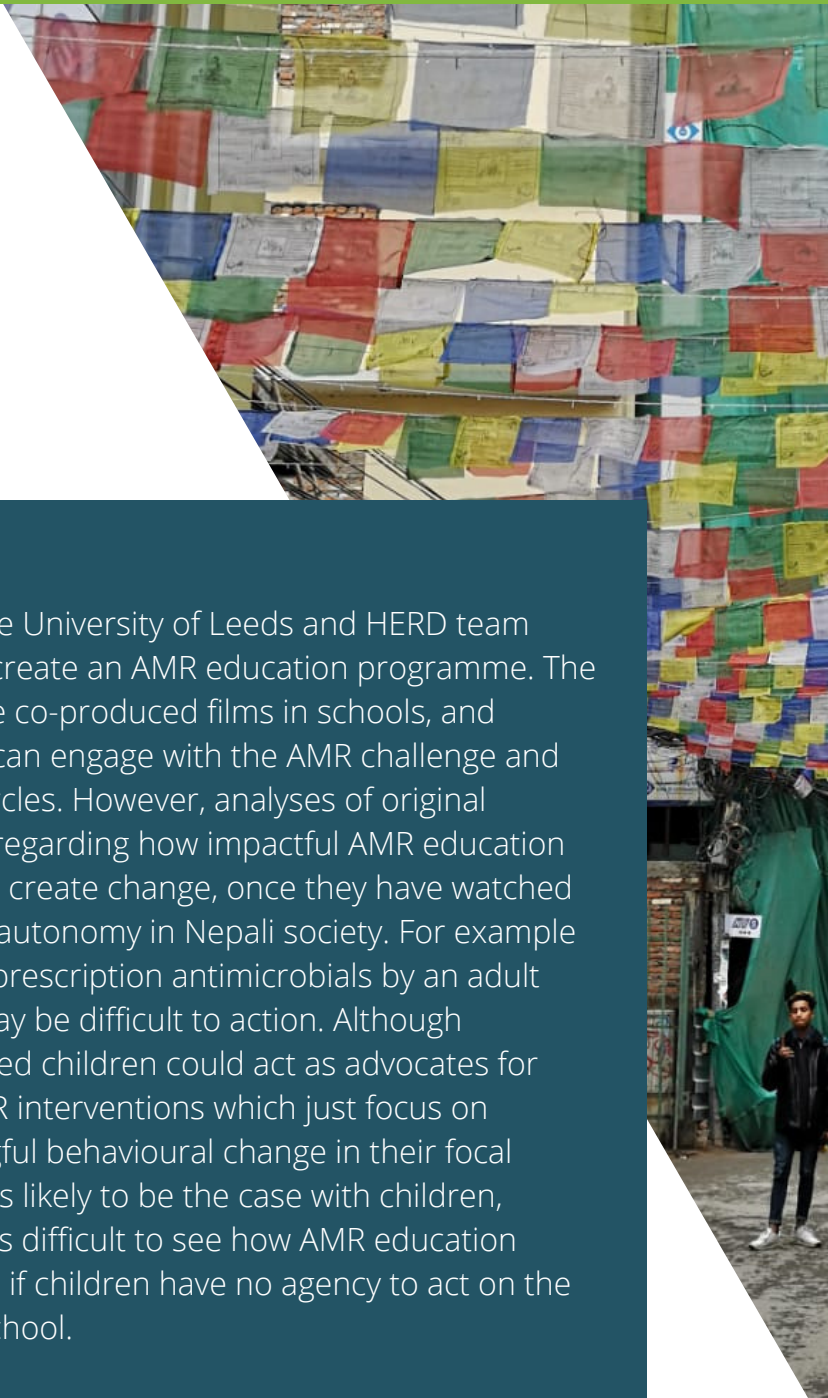 e University of Leeds and HERD team
create an AMR education programme. The
e co-produced films in schools, and
can engage with the AMR challenge and
cles. However, analyses of original
regarding how impactful AMR education
create change, once they have watched
autonomy in Nepali society. For example
prescription antimicrobials by an adult
ay be difficult to action. Although
ed children could act as advocates for
R interventions which just focus on
gful behavioural change in their focal
s likely to be the case with children,
s difficult to see how AMR education
if children have no agency to act on the
chool.